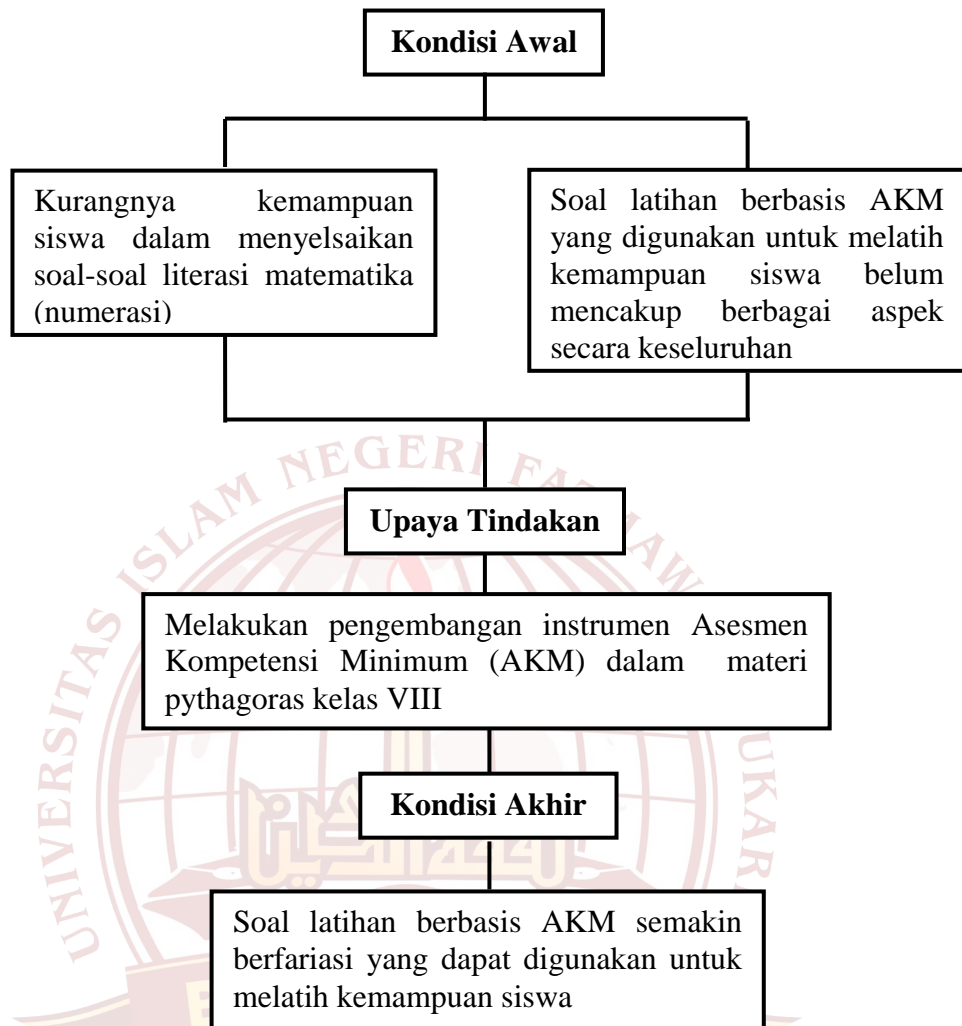 Kondisi Awal
Kurangnya kemampuan
siswa dalam menyelsaikan
soal-soal literasi matematika
(numerasi)
Soal latihan berbasis AKM
yang digunakan untuk melatih
kemampuan siswa belum
mencakup berbagai aspek
secara keseluruhan
UNIVERSITAS ISLAM NEGERI
Upaya Tindakan
Melakukan pengembangan instrumen Asesmen
Kompetensi Minimum (AKM) dalam materi
pythagoras kelas VIII
Kondisi Akhir
Soal latihan berbasis AKM semakin
berfariasi yang dapat digunakan untuk
melatih kemampuan siswa